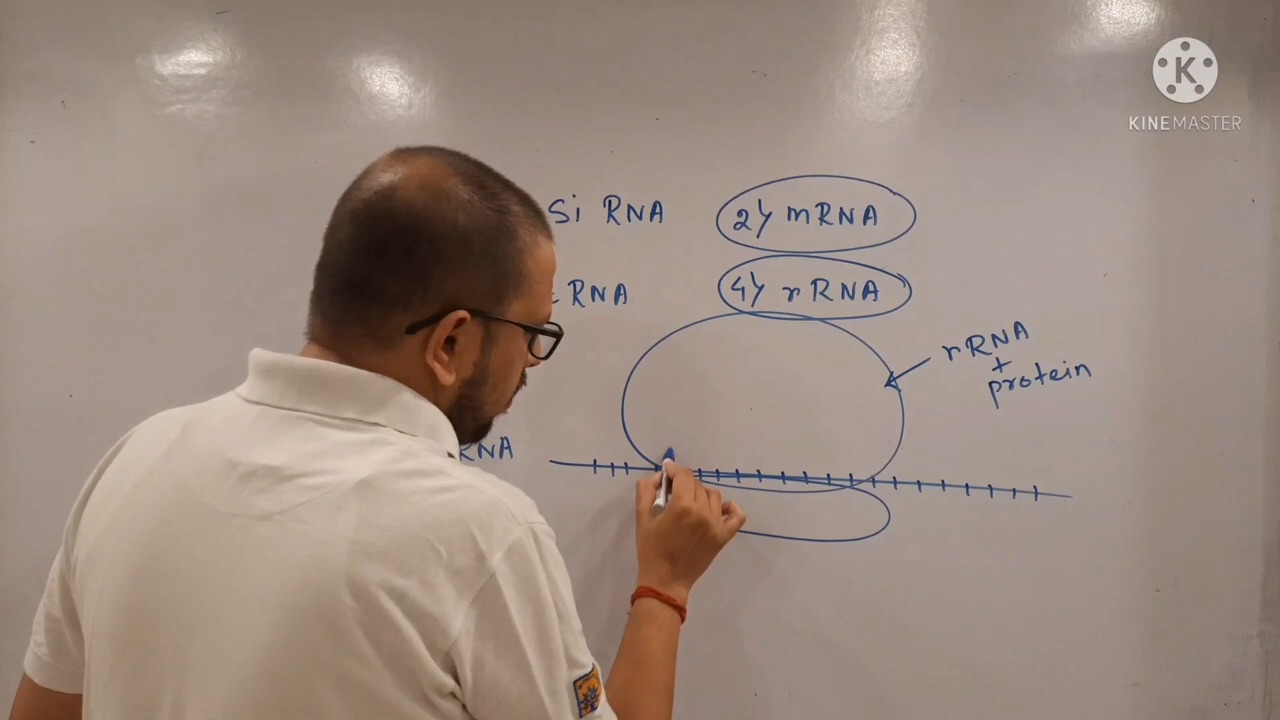 KINEMASTER
Si RNA 2) mRNA
RNA 4) rRNA
rRNA
+
protein
RNA